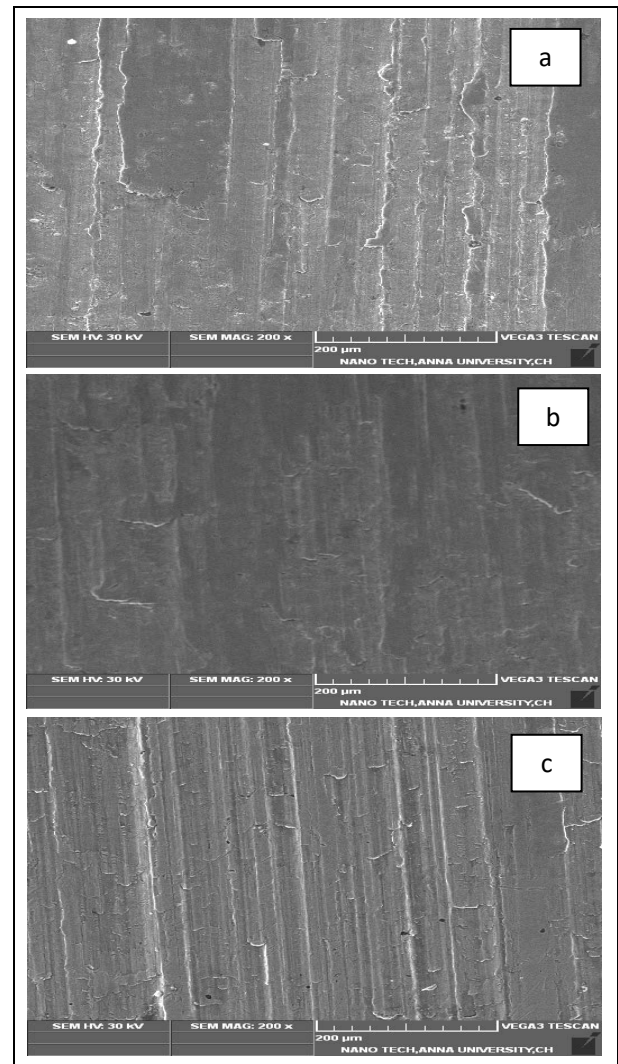 a
SEM HV: 30 kV SEM MAG: 200 x VEGA3 TESCAN
200 µm
NANO TECH,ANNA UNIVERSITY,CH
b
SEM HV: 30 kV SEM MAG: 200 x VEGA3 TESCAN
200 µm
NANO TECH,ANNA UNIVERSITY,CH
c
SEM HV: 30 kV SEM MAG: 200 x VEGA3 TESCAN
200 µm
NANO TECH,ANNA UNIVERSITY,CH